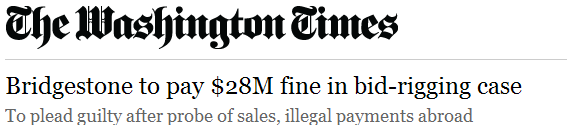 The Washington Times
Bridgestone to pay $28M fine in bid-rigging case
To plead guilty after probe of sales, illegal payments abroad